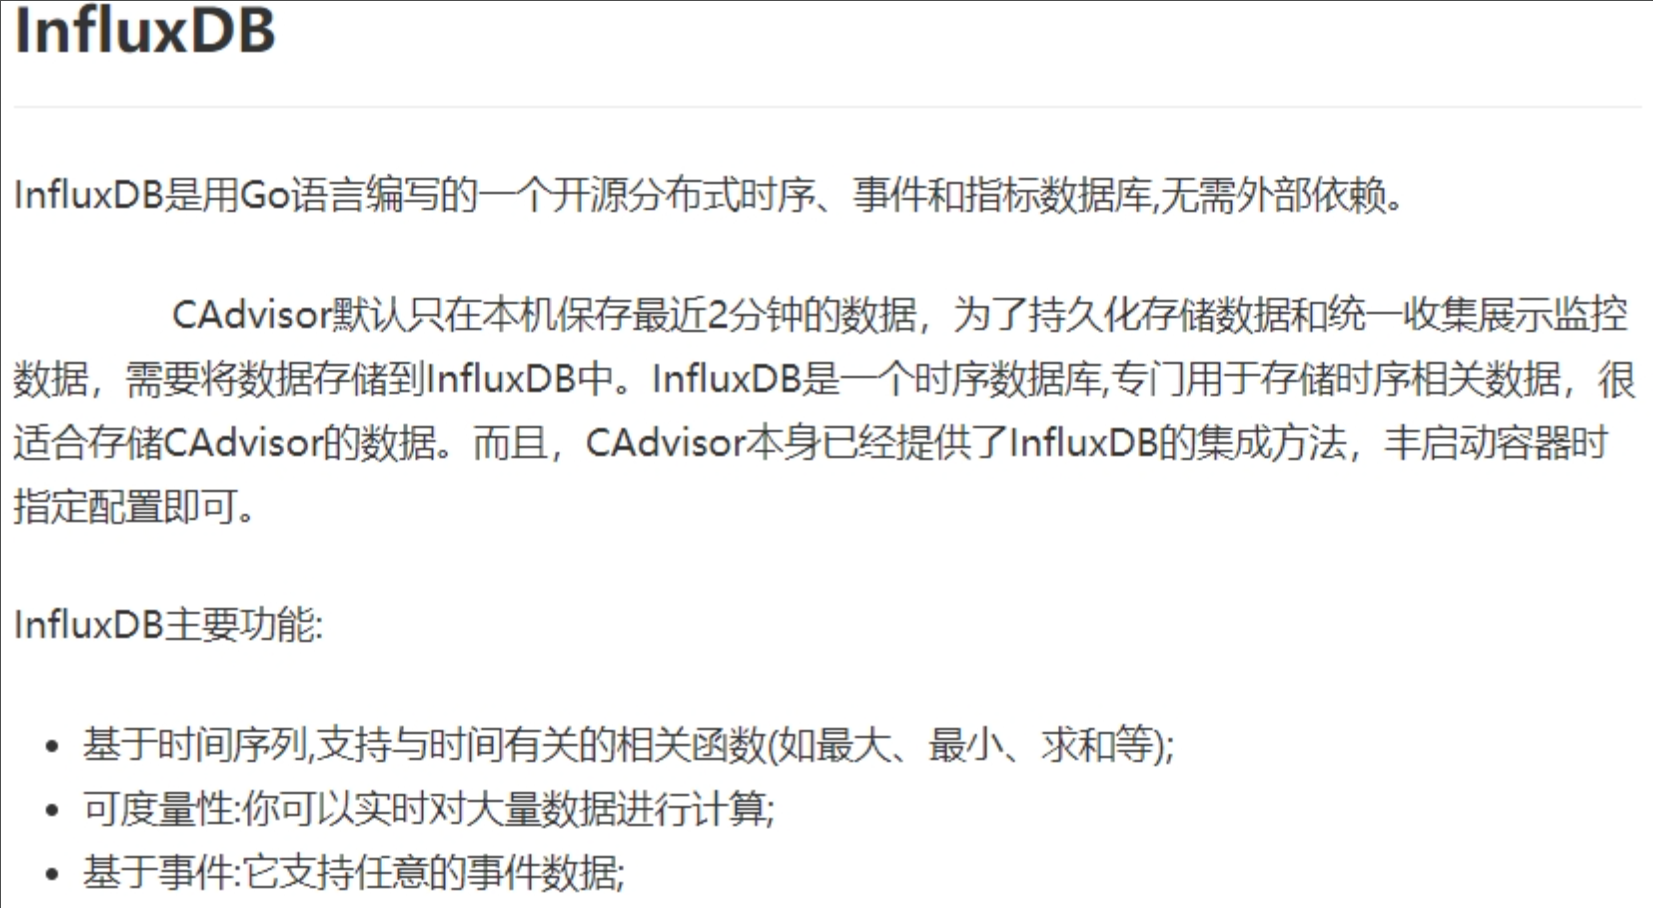 InfluxDB
InfluxDB是用Go语言编写的一个开源分布式时序、事件和指标数据库,无需外部依赖。
CAdvisor默认只在本机保存最近2分钟的数据，为了持久化存储数据和统一收集展示监控
数据，需要将数据存储到InfluxDB中。InfluxDB是一个时序数据库,专门用于存储时序相关数据，很
适合存储CAdvisor的数据。而且，CAdvisor本身已经提供了InfluxDB的集成方法，丰启动容器时
指定配置即可。
InfluxDB主要功能:
• 基于时间序列,支持与时间有关的相关函数(如最大、最小、求和等);
• 可度量性:你可以实时对大量数据进行计算;
• 基于事件:它支持任意的事件数据;